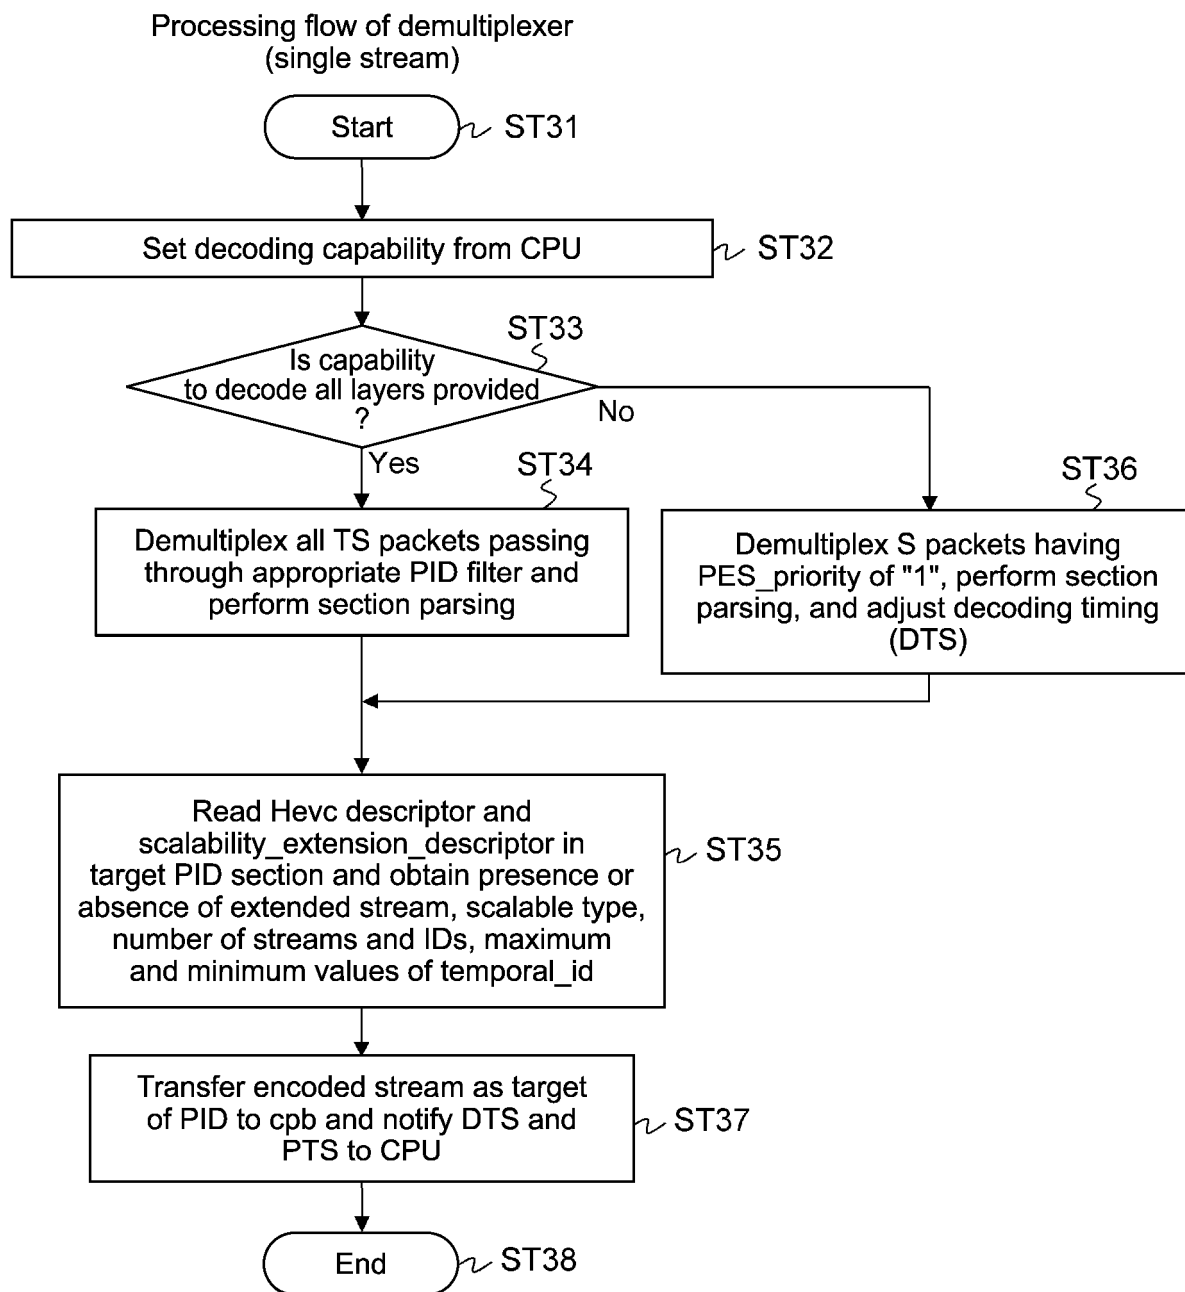 Processing flow of demultiplexer
(single stream)
Start
ST31
Set decoding capability from CPU
ST32
ST33
Is capability
to decode all layers provided
?
No
Yes
ST34
Demultiplex all TS packets passing
through appropriate PID filter and
perform section parsing
ST36
Demultiplex S packets having
PES_priority of "1", perform section
parsing, and adjust decoding timing
(DTS)
Read Hevc descriptor and
scalability_extension_descriptor in
target PID section and obtain presence or
absence of extended stream, scalable type,
number of streams and IDs, maximum
and minimum values of temporal_id
ST35
Transfer encoded stream as target
of PID to cpb and notify DTS and
PTS to CPU
ST37
End
ST38